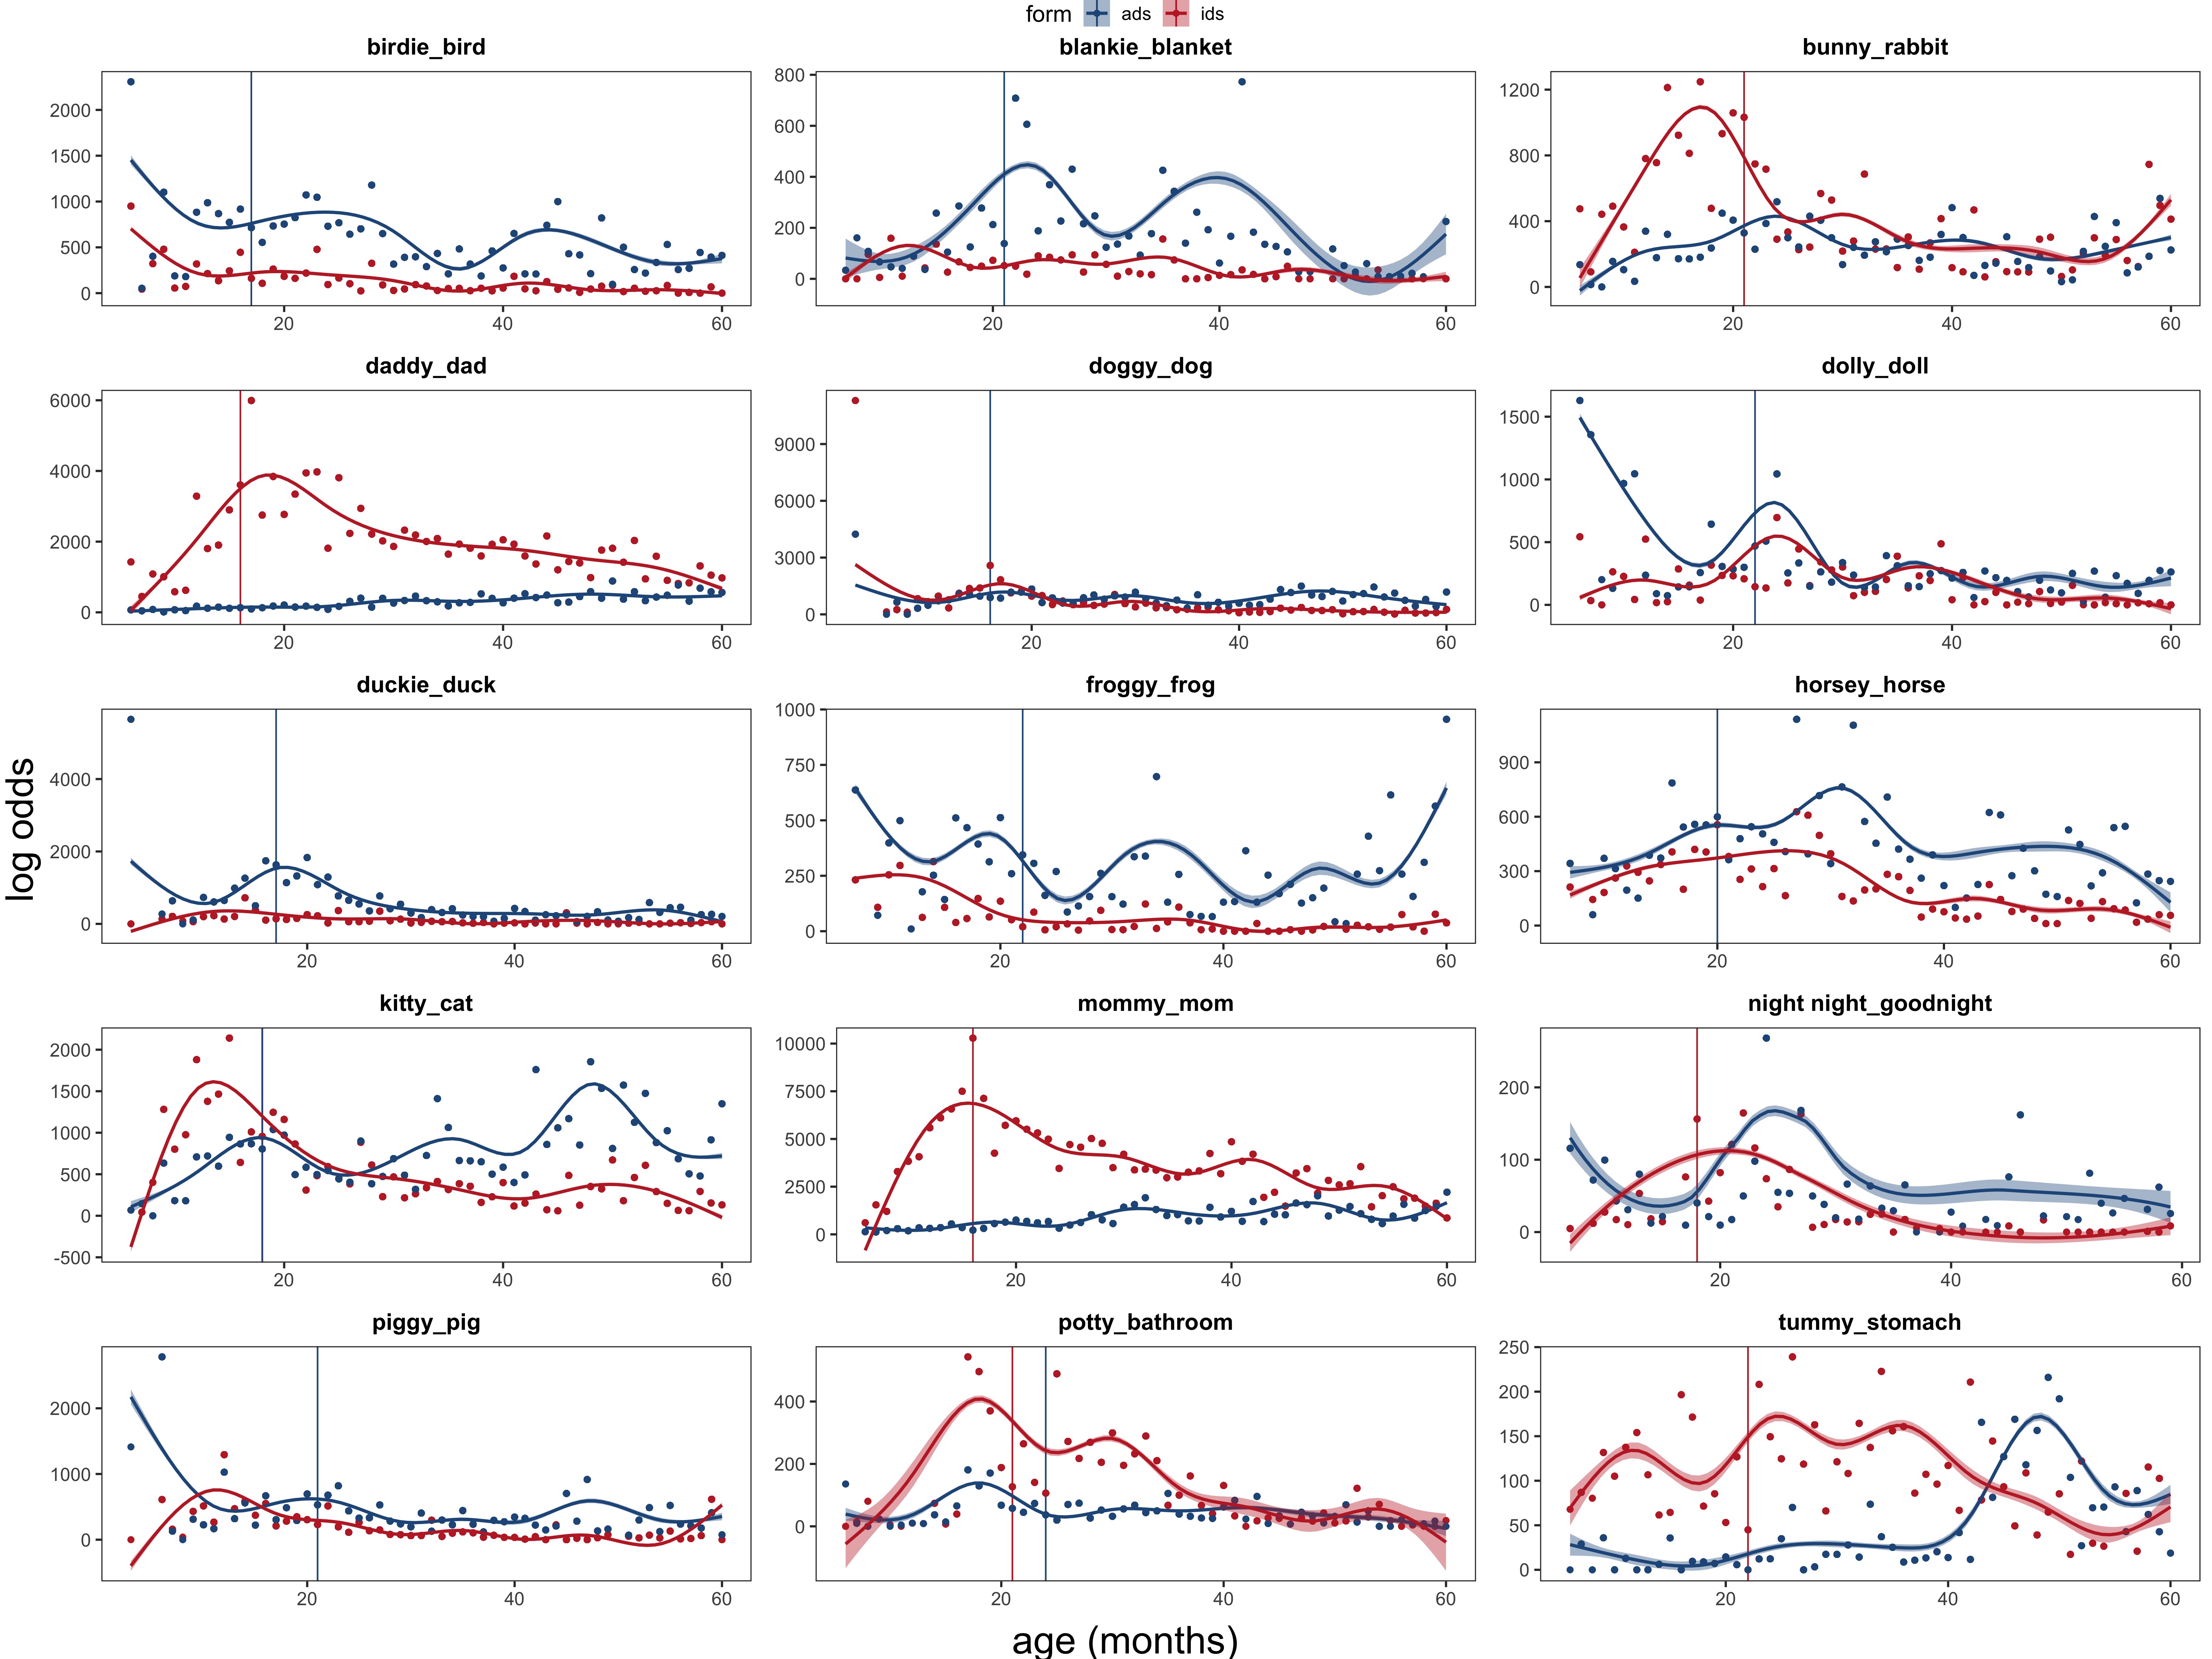 form ads ids
birdie_bird blankie_blanket bunny_rabbit
2000 1500 1000 500 0
800 600 400 200 0
1200 800 400 0
20 40 60 20 40 60 20 40 60
daddy_dad doggy_dog dolly_doll
6000 4000 2000 0
9000 6000 3000 0
1500 1000 500 0
20 40 60 20 40 60 20 40 60
duckie_duck froggy_frog horsey_horse
4000 2000 0
1000 750 500 250 0
900 600 300 0
20 40 60 20 40 60 20 40 60
log odds
kitty_cat mommy_mom night night_goodnight
2000 1500 1000 500 0 -500
10000 7500 5000 2500 0
200 100 0
20 40 60 20 40 60 20 40 60
piggy_pig potty_bathroom tummy_stomach
2000 1000 0
400 200 0
250 200 150 100 50 0
20 40 60 20 40 60 20 40 60
age (months)